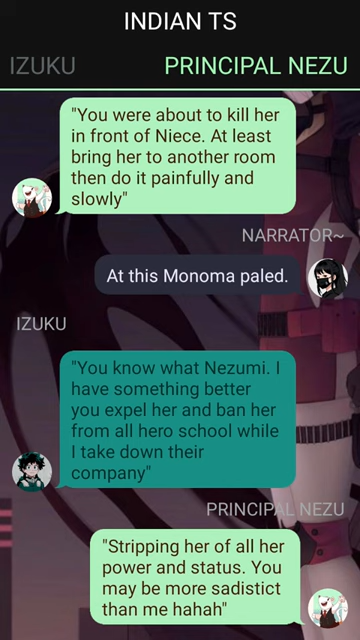 INDIAN TS
IZUKU
PRINCIPAL NEZU
"You were about to kill her
in front of Niece. At least
bring her to another room
then do it painfully and
slowly"
NARRATOR~
At this Monoma paled.
IZUKU
"You know what Nezumi. I
have something better
you expel her and ban her
from all hero school while
I take down their
company"
PRINCIPAL NEZU
"Stripping her of all her
power and status. You
may be more sadistict
than me hahah"